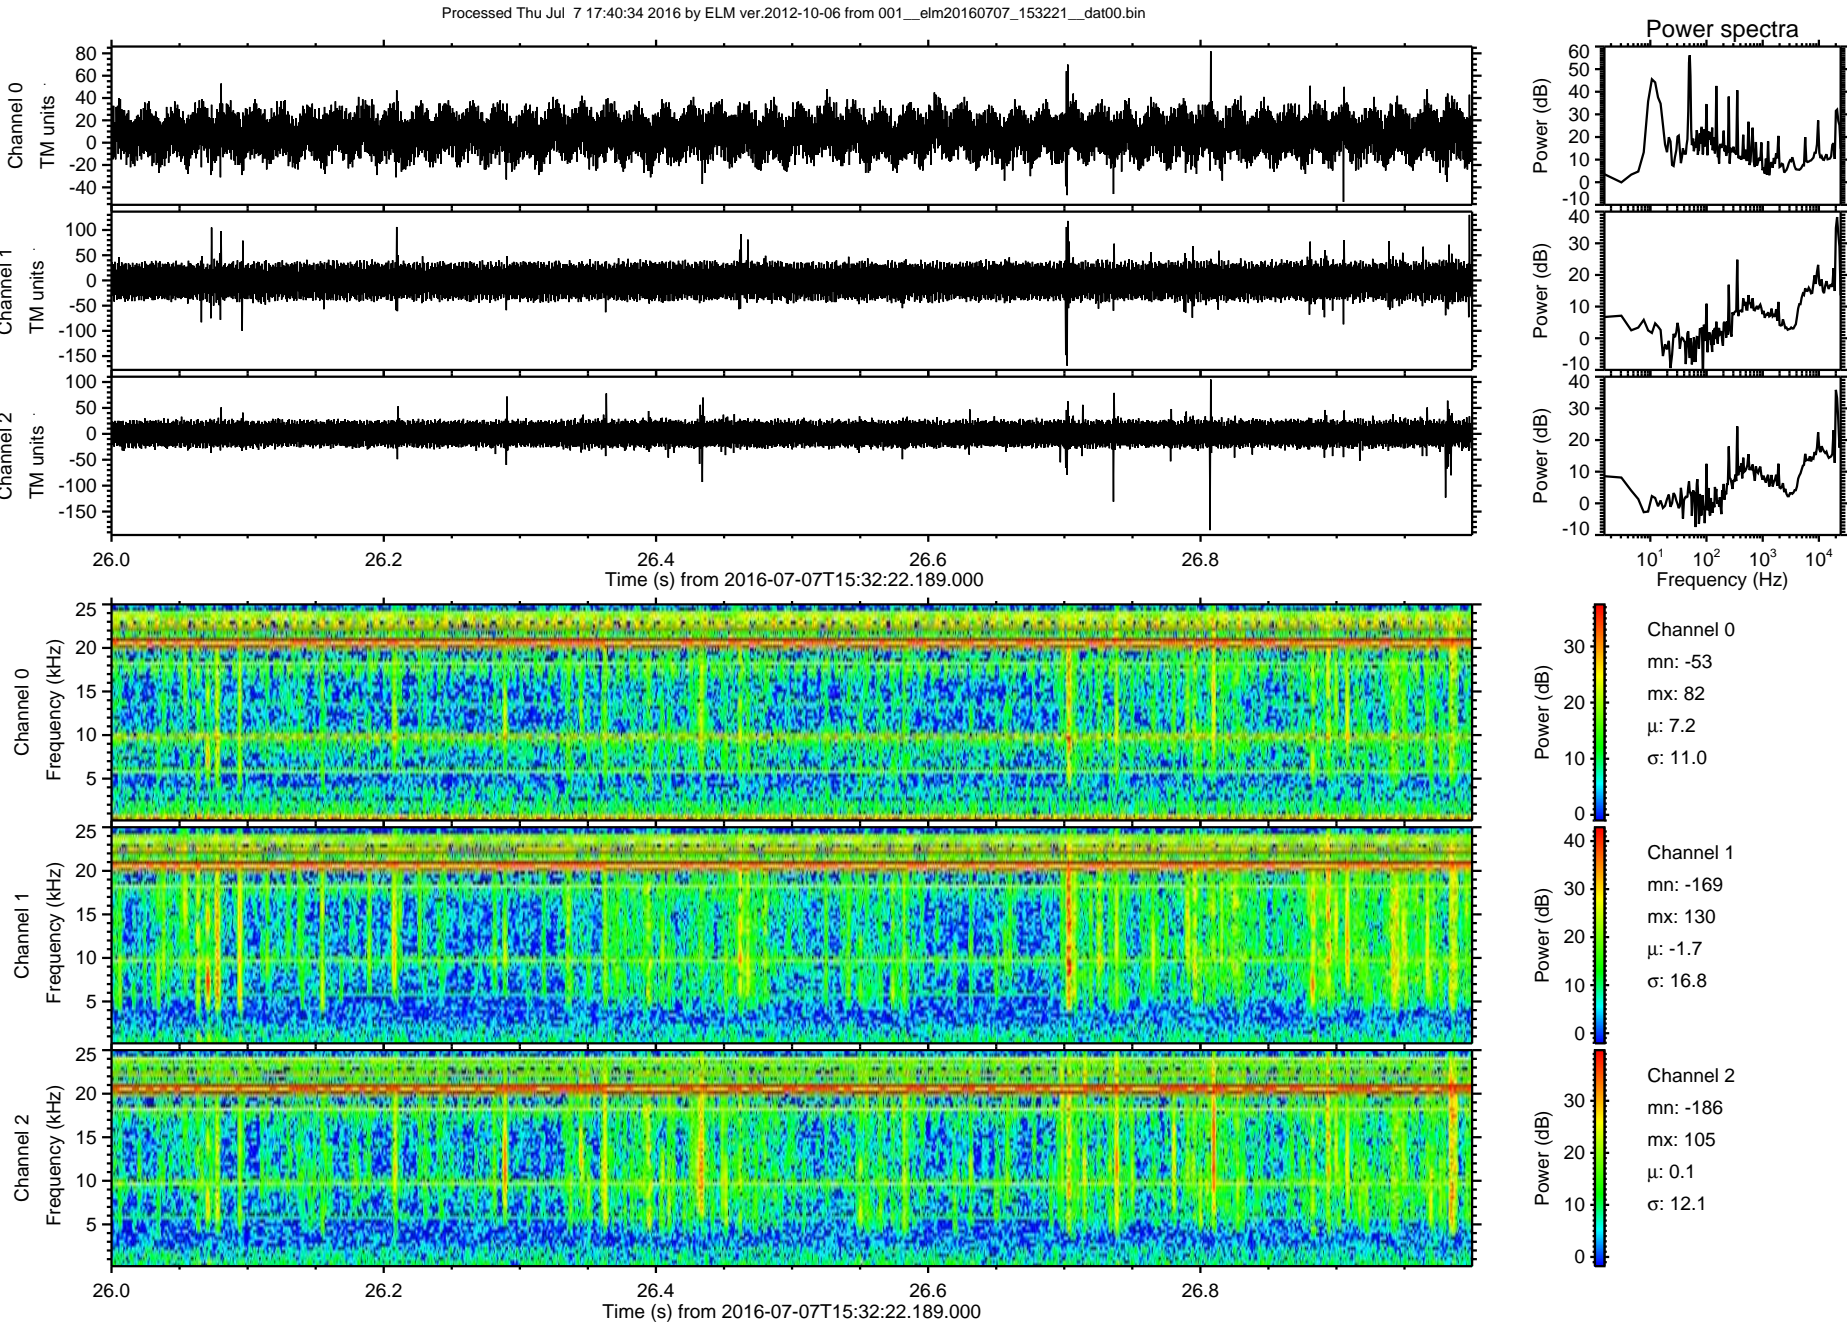 Processed Thu Jul 7 17:40:34 2016 by ELM ver.2012-10-06 from 001__elm20160707_153221__dat00.bin
Power spectra
Channel 0
TM units
80
60
40
20
0
-20
-40
Power (dB)
60
50
40
30
20
10
0
-10
Channel 1
TM units
100
50
0
-50
-100
-150
Power (dB)
40
30
20
10
0
-10
Channel 2
TM units
100
50
0
-50
-100
-150
Power (dB)
40
30
20
10
0
-10
26.0 26.2 26.4 26.6 26.8
Time (s) from 2016-07-07T15:32:22.189.000
10^1 10^2 10^3 10^4
Frequency (Hz)
Channel 0
Frequency (kHz)
25
20
15
10
5
Power (dB)
30
20
10
0
Channel 0
mn: -53
mx: 82
μ: 7.2
σ: 11.0
Channel 1
Frequency (kHz)
25
20
15
10
5
Power (dB)
40
30
20
10
0
Channel 1
mn: -169
mx: 130
μ: -1.7
σ: 16.8
Channel 2
Frequency (kHz)
25
20
15
10
5
Power (dB)
30
20
10
0
Channel 2
mn: -186
mx: 105
μ: 0.1
σ: 12.1
26.0 26.2 26.4 26.6 26.8
Time (s) from 2016-07-07T15:32:22.189.000